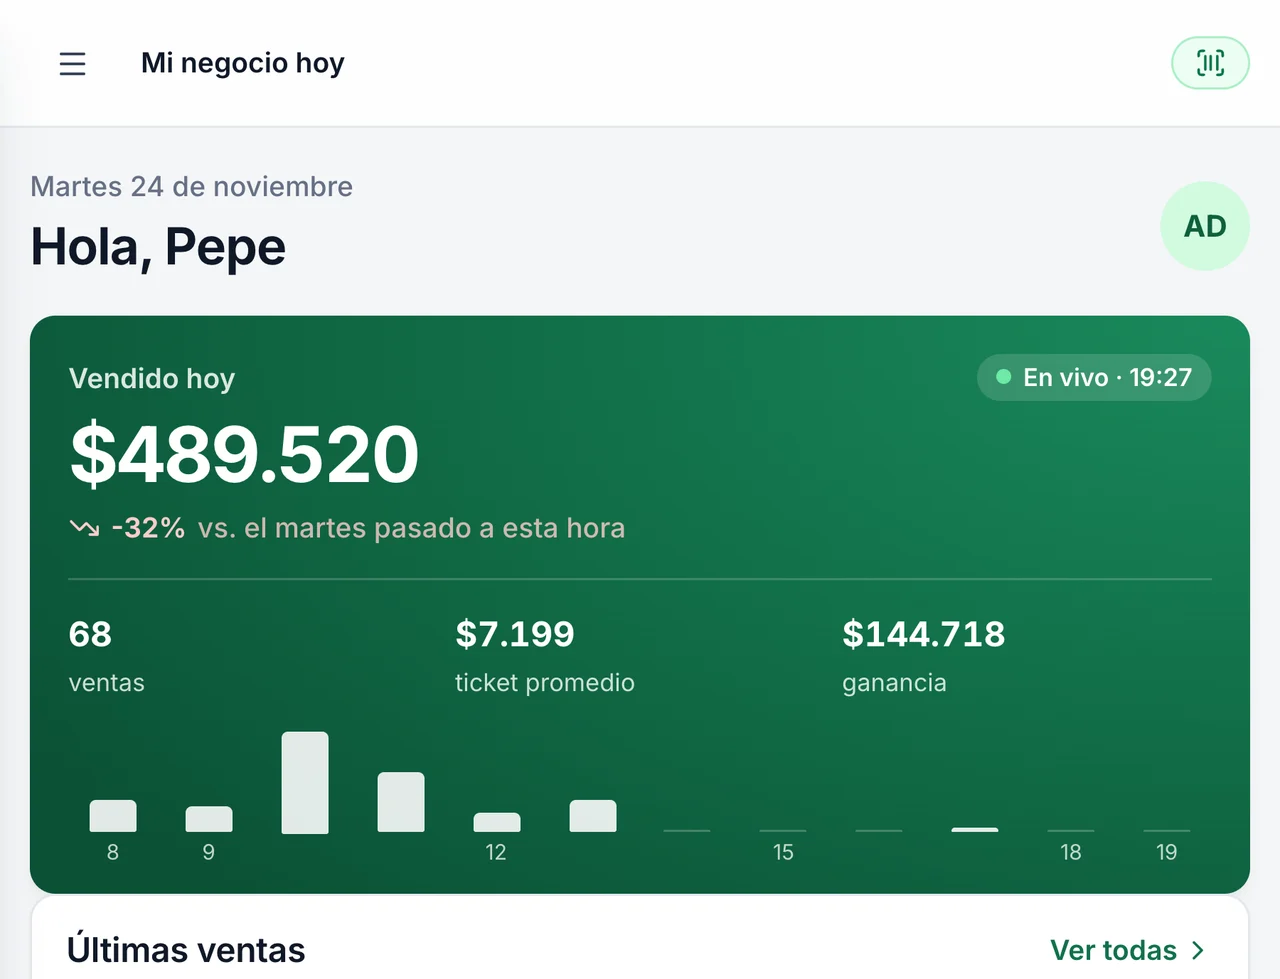 Mi negocio hoy
Martes 24 de noviembre
Hola, Pepe
AD
Vendido hoy
En vivo · 19:27
$489.520
-32% vs. el martes pasado a esta hora
68
$7.199
$144.718
ventas
ticket promedio
ganancia
8 9 12 15 18 19
Últimas ventas
Ver todas